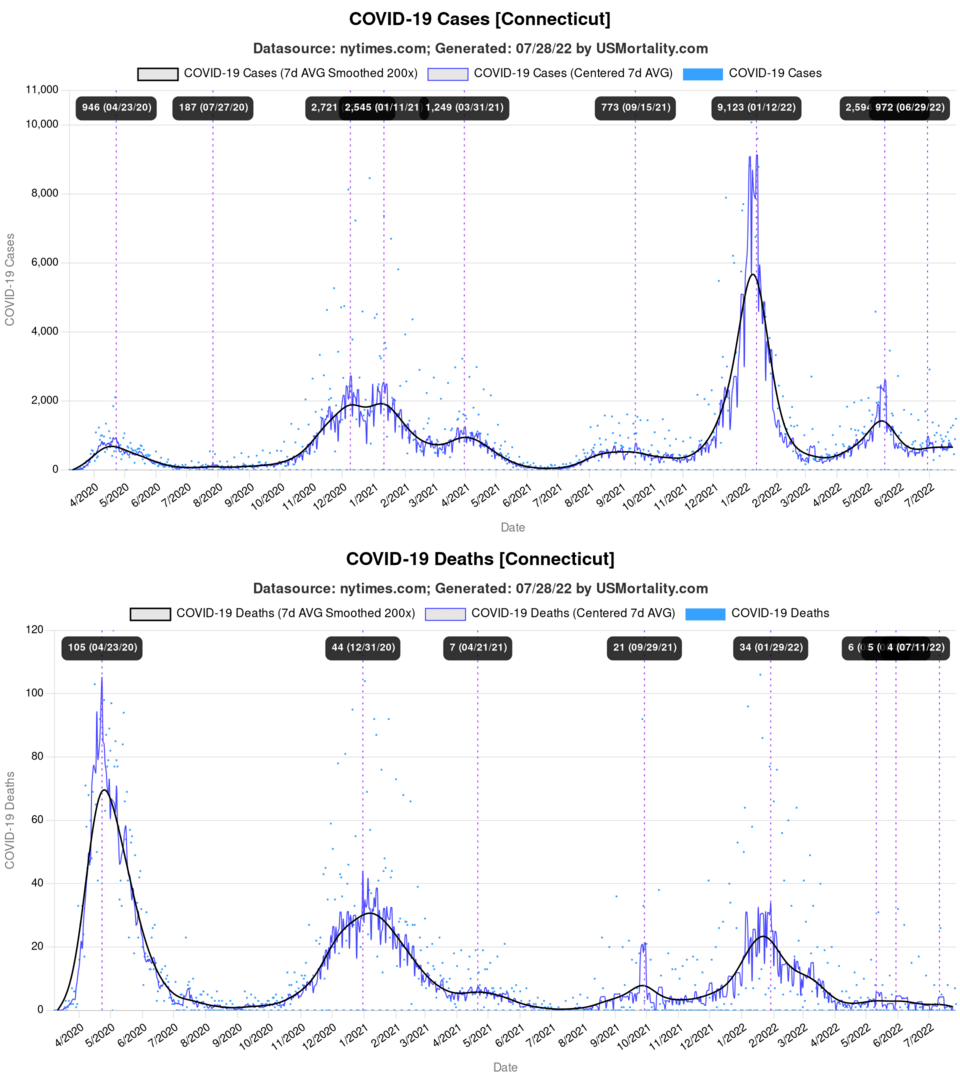 COVID-19 Cases [Connecticut]
Datasource: nytimes.com; Generated: 07/28/22 by USMortality.com
COVID-19 Cases (7d AVG Smoothed 200x) COVID-19 Cases (Centered 7d AVG) COVID-19 Cases
11,000
946 (04/23/20) 187 (07/27/20) 2,721 2,545 (01/11/21 1,249 (03/31/21) 773 (09/15/21) 9,123 (01/12/22) 2,594 972 (06/29/22)
10,000
8,000
6,000
4,000
2,000
0
COVID-19 Cases
4/2020 5/2020 6/2020 7/2020 8/2020 9/2020 10/2020 11/2020 12/2020 1/2021 2/2021 3/2021 4/2021 5/2021 6/2021 7/2021 8/2021 9/2021 10/2021 11/2021 12/2021 1/2022 2/2022 3/2022 4/2022 5/2022 6/2022 7/2022
Date
COVID-19 Deaths [Connecticut]
Datasource: nytimes.com; Generated: 07/28/22 by USMortality.com
COVID-19 Deaths (7d AVG Smoothed 200x) COVID-19 Deaths (Centered 7d AVG) COVID-19 Deaths
120
105 (04/23/20) 44 (12/31/20) 7 (04/21/21) 21 (09/29/21) 34 (01/29/22) 6 (0 5 (0 4 (07/11/22)
100
80
60
40
20
0
COVID-19 Deaths
4/2020 5/2020 6/2020 7/2020 8/2020 9/2020 10/2020 11/2020 12/2020 1/2021 2/2021 3/2021 4/2021 5/2021 6/2021 7/2021 8/2021 9/2021 10/2021 11/2021 12/2021 1/2022 2/2022 3/2022 4/2022 5/2022 6/2022 7/2022
Date